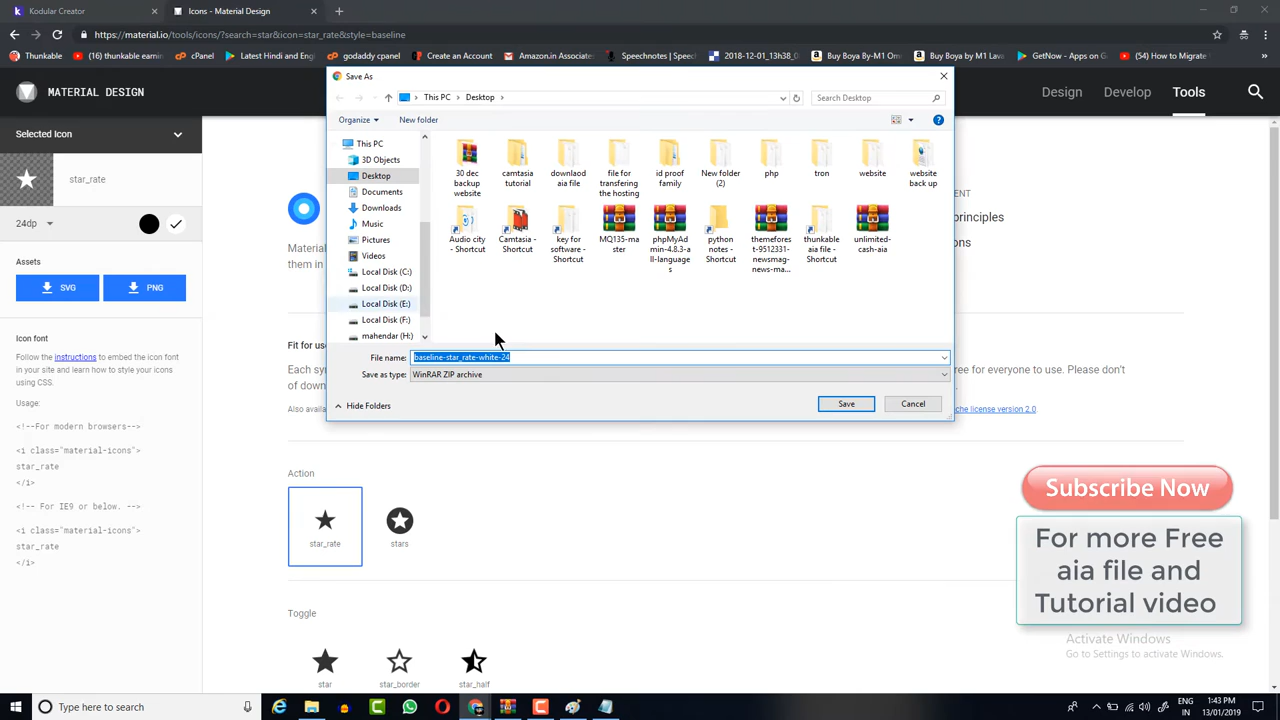 Kodular Creator
Icons - Material Design
https://material.io/tools/icons/?search=star&icon=star_rate&style=baseline
Thunkable
(16) thunkable earnin
cPanel
Latest Hindi and Engl
godaddy cpanel
Create an Account
Amazon.in Associates
Speechnotes | Speech
2018-12-01_13h38_1
Buy Boya By-M1 Om
Buy Boya by M1 Lava
GetNow - Apps on G
(54) How to Migrate
MATERIAL DESIGN
Design
Develop
Tools
Selected Icon
star_rate
24dp
Assets
SVG
PNG
Icon font
Follow the instructions to embed the icon font
in your site and learn how to style your icons
using CSS.
Usage:
<!--For modern browsers-->
<i class="material-icons">
star_rate
</i>
<!-- For IE9 or below. -->
<i class="material-icons">
star_rate
</i>
Save As
This PC
Desktop
Search Desktop
Organize
New folder
This PC
3D Objects
Desktop
Documents
Downloads
Music
Pictures
Videos
Local Disk (C:)
Local Disk (D:)
Local Disk (E:)
Local Disk (F:)
mahendar (H:)
30 dec
backup
website
camtasia
tutorial
downlaod
aia file
file for
transfering
the hosting
id proof
family
New folder
(2)
php
tron
website
website
back up
Audio city
- Shortcut
Camtasia -
Shortcut
key for
software -
Shortcut
MQ135-ma
ster
phpMyAd
min-4.8.3-a
ll-language
s
python
notes -
Shortcut
themefores
t-9512331-
newsmag-
news-ma...
thunkable
aia file -
Shortcut
unlimited-
cash-aia
File name:
baseline-star_rate-white-24
Save as type:
WinRAR ZIP archive
Hide Folders
Save
Cancel
Material
them in
ENT
principles
ons
Fit for use
Each sym
of down
ree for everyone to use. Please don't
Also availa
che license version 2.0.
Action
star_rate
stars
Toggle
star
star_border
star_half
Subscribe Now
For more Free
aia file and
Tutorial video
Activate Windows
Go to Settings to activate Windows.
Type here to search
ENG
IN
1:43 PM
13/01/2019